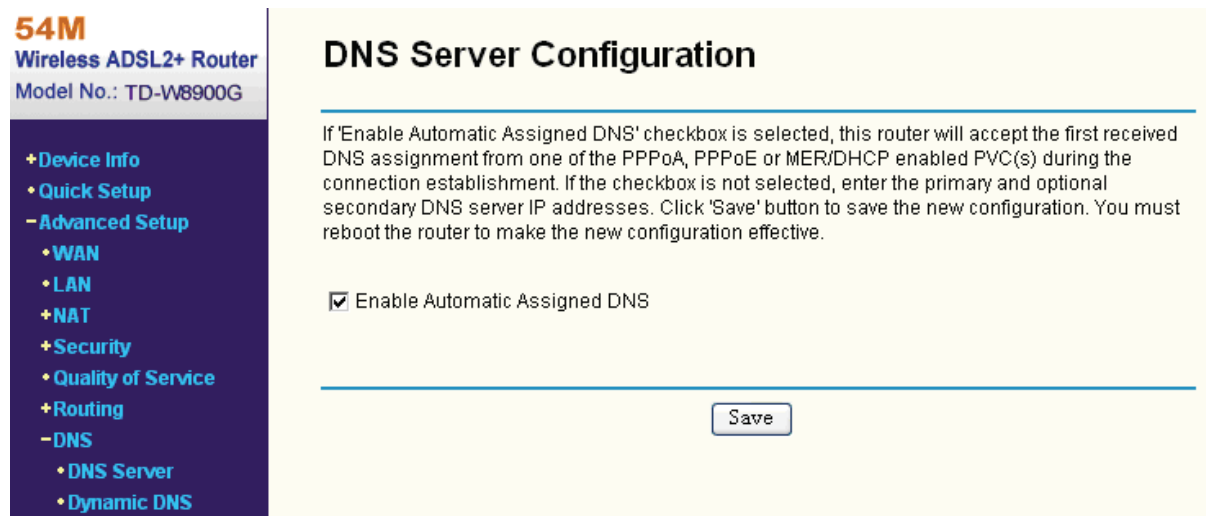 54M
Wireless ADSL2+ Router
Model No.: TD-W8900G
+Device Info
•Quick Setup
-Advanced Setup
•WAN
•LAN
+NAT
+Security
•Quality of Service
+Routing
-DNS
•DNS Server
•Dynamic DNS
DNS Server Configuration
If 'Enable Automatic Assigned DNS' checkbox is selected, this router will accept the first received
DNS assignment from one of the PPPoA, PPPoE or MER/DHCP enabled PVC(s) during the
connection establishment. If the checkbox is not selected, enter the primary and optional
secondary DNS server IP addresses. Click 'Save' button to save the new configuration. You must
reboot the router to make the new configuration effective.
Enable Automatic Assigned DNS
Save